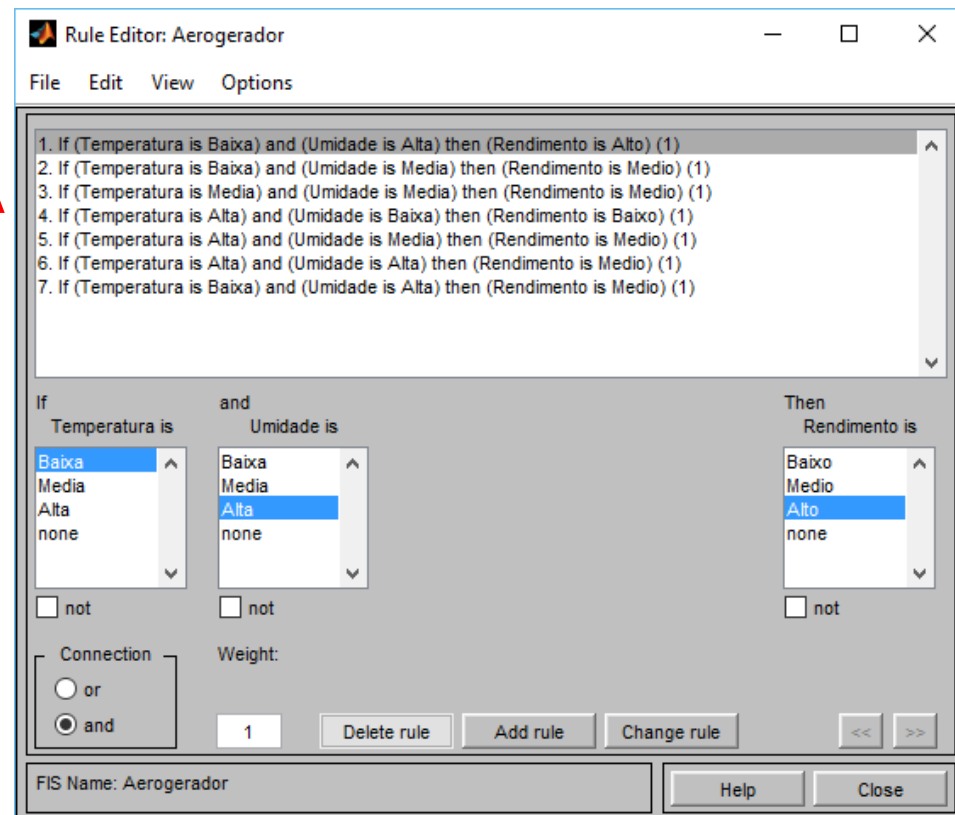 Rule Editor: Aerogerador
File Edit View Options
1. If (Temperatura is Baixa) and (Umidade is Alta) then (Rendimento is Alto) (1)
2. If (Temperatura is Baixa) and (Umidade is Media) then (Rendimento is Medio) (1)
3. If (Temperatura is Media) and (Umidade is Media) then (Rendimento is Medio) (1)
4. If (Temperatura is Alta) and (Umidade is Baixa) then (Rendimento is Baixo) (1)
5. If (Temperatura is Alta) and (Umidade is Media) then (Rendimento is Medio) (1)
6. If (Temperatura is Alta) and (Umidade is Alta) then (Rendimento is Medio) (1)
7. If (Temperatura is Baixa) and (Umidade is Alta) then (Rendimento is Medio) (1)
If and Then
Temperatura is Umidade is Rendimento is
Baixa Baixa Baixo
Media Media Medio
Alta Alta Alto
none none none
not not not
Connection Weight:
or
and 1 Delete rule Add rule Change rule << >>
FIS Name: Aerogerador Help Close